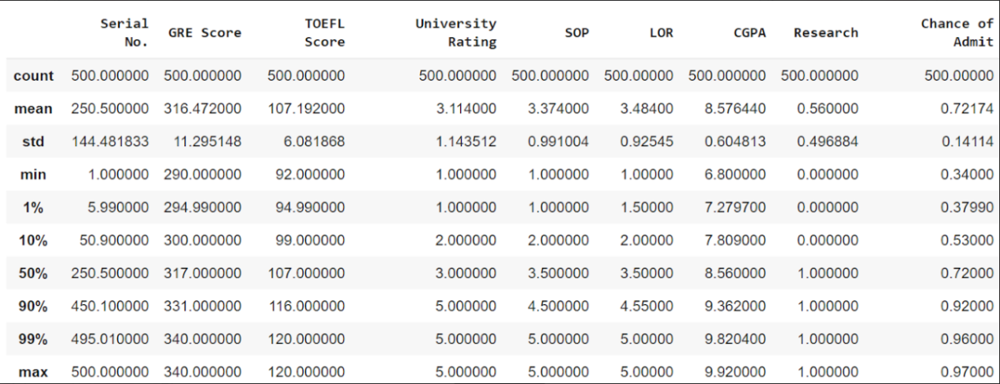 Serial No. GRE Score TOEFL Score University Rating SOP LOR CGPA Research Chance of Admit
count 500.000000 500.000000 500.000000 500.000000 500.000000 500.00000 500.000000 500.000000 500.00000
mean 250.500000 316.472000 107.192000 3.114000 3.374000 3.48400 8.576440 0.560000 0.72174
std 144.481833 11.295148 6.081868 1.143512 0.991004 0.92545 0.604813 0.496884 0.14114
min 1.000000 290.000000 92.000000 1.000000 1.000000 1.00000 6.800000 0.000000 0.34000
1% 5.990000 294.990000 94.990000 1.000000 1.000000 1.50000 7.279700 0.000000 0.37990
10% 50.900000 300.000000 99.000000 2.000000 2.000000 2.00000 7.809000 0.000000 0.53000
50% 250.500000 317.000000 107.000000 3.000000 3.500000 3.50000 8.560000 1.000000 0.72000
90% 450.100000 331.000000 116.000000 5.000000 4.500000 4.55000 9.362000 1.000000 0.92000
99% 495.010000 340.000000 120.000000 5.000000 5.000000 5.00000 9.820400 1.000000 0.96000
max 500.000000 340.000000 120.000000 5.000000 5.000000 5.00000 9.920000 1.000000 0.97000